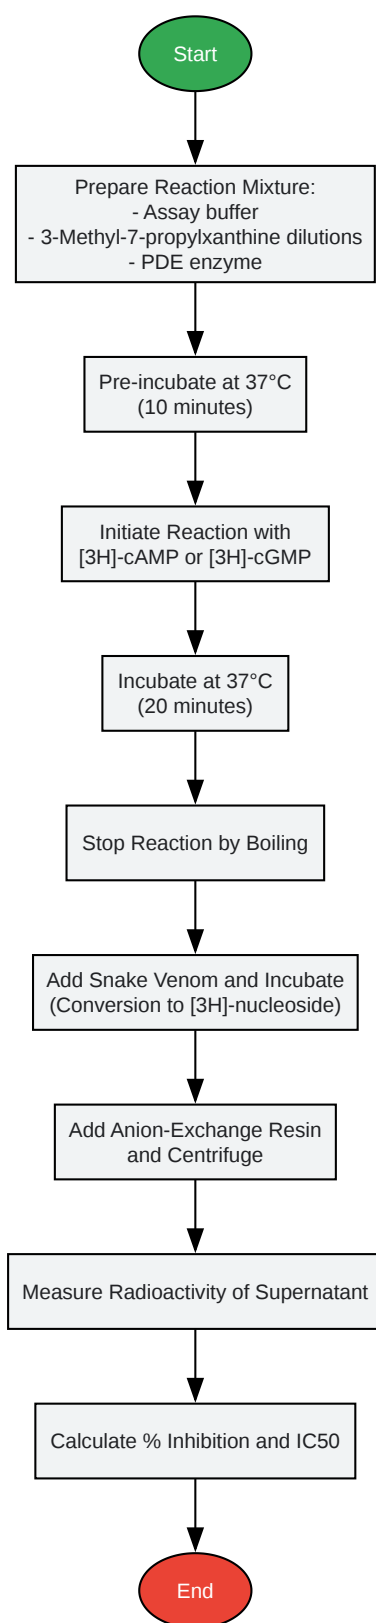 Start
Prepare Reaction Mixture:
- Assay buffer
- 3-Methyl-7-propylxanthine dilutions
- PDE enzyme
Pre-incubate at 37°C
(10 minutes)
Initiate Reaction with
[3H]-cAMP or [3H]-cGMP
Incubate at 37°C
(20 minutes)
Stop Reaction by Boiling
Add Snake Venom and Incubate
(Conversion to [3H]-nucleoside)
Add Anion-Exchange Resin
and Centrifuge
Measure Radioactivity of Supernatant
Calculate % Inhibition and IC50
End